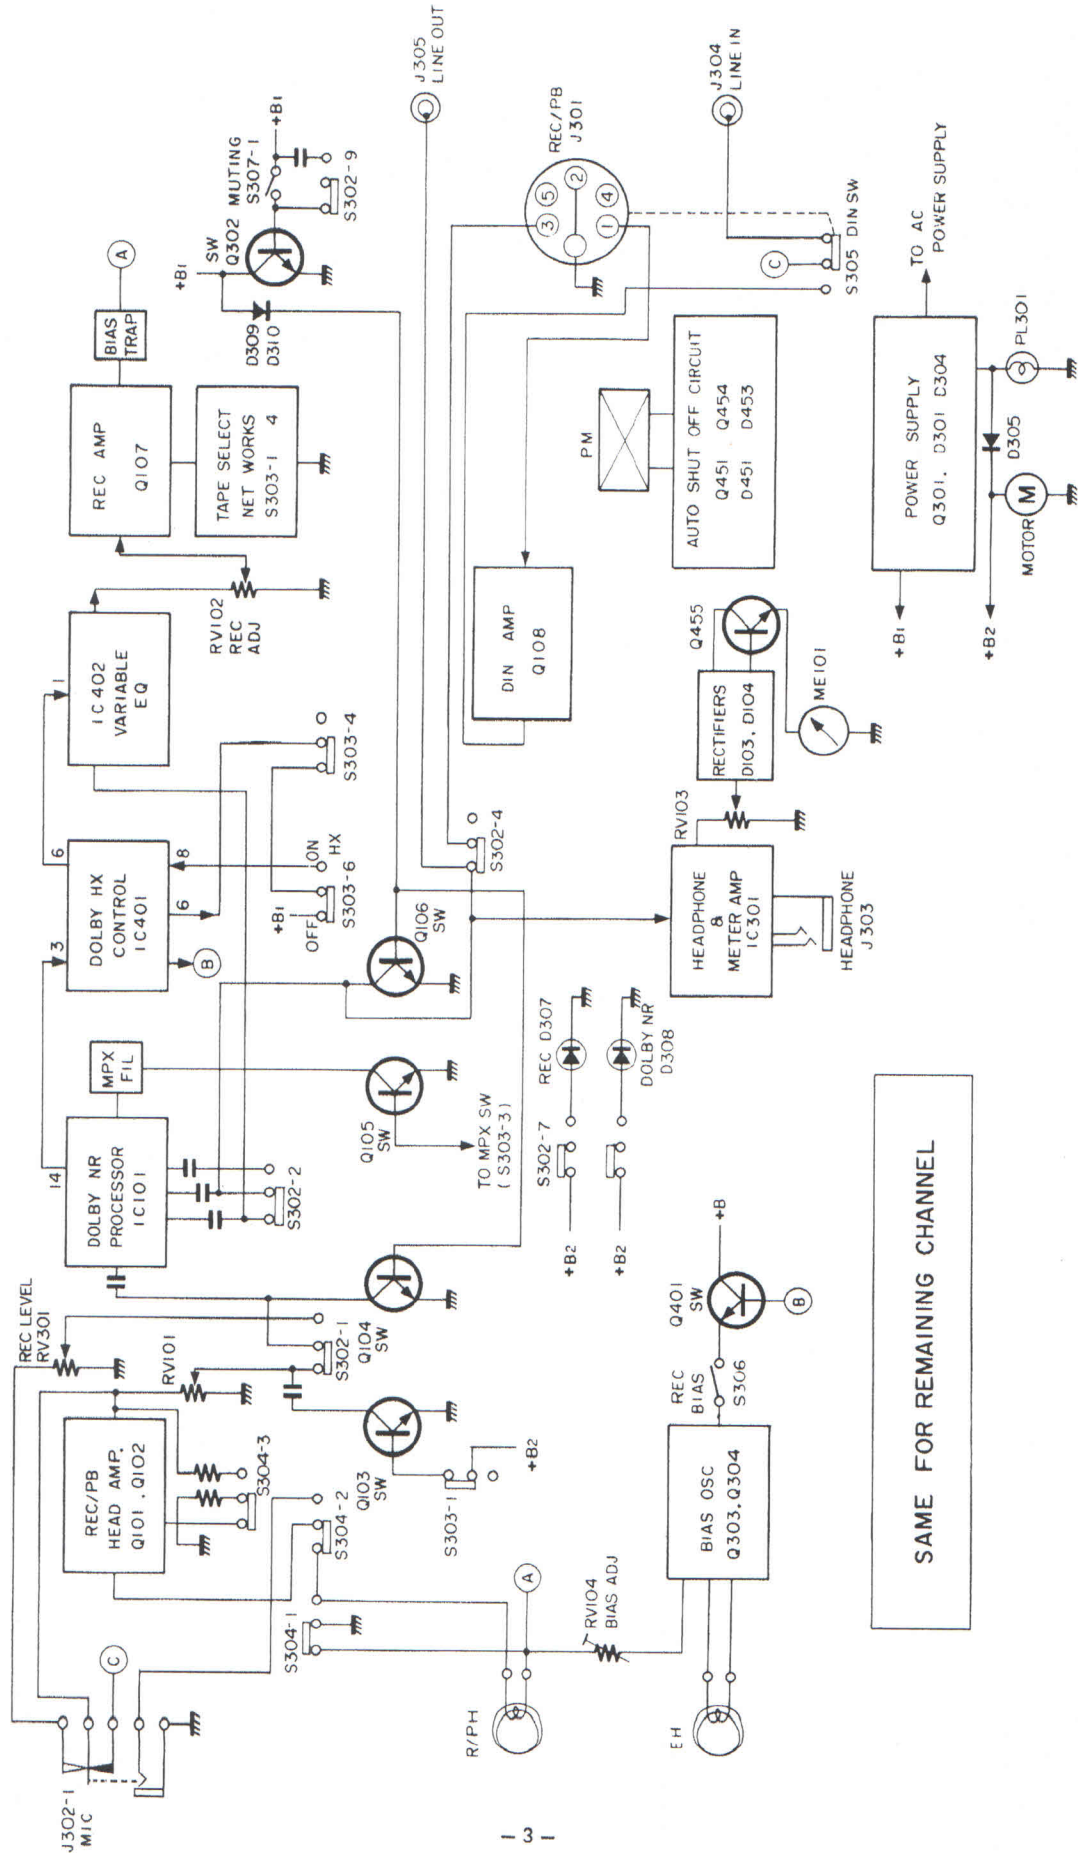 J302-1
MIC
C
REC LEVEL
RV301
REC/PB
HEAD AMP.
Q101 . Q102
RV101
S304-3
S304-2
S304-1
S302-1
Q103
SW
S303-1
+B2
Q104
SW
14
DOLBY NR
PROCESSOR
IC101
MPX
FIL
S302-2
Q105
SW
TO MPX SW
( S303-3 )
3
6
DOLBY HX
CONTROL
IC401
B
6
8
+B1
OFF
ON
HX
S303-6
S303-4
Q106
SW
1
IC402
VARIABLE
EQ
RV102
REC
ADJ
REC AMP
Q107
TAPE SELECT
NET WORKS
S303-1 4
BIAS
TRAP
A
+B1
SW
Q302
MUTING
S307-1
+B1
S302-9
D309
D310
J305
LINE OUT
REC/PB
J301
3
5
2
1
4
J304
LINE IN
C
S305 DIN SW
S302-4
DIN AMP
Q108
PM
AUTO SHUT OFF CIRCUIT
Q451 Q454
D451 D453
TO AC
POWER SUPPLY
POWER SUPPLY
Q301. D301 D304
+B1
+B2
D305
PL301
MOTOR
M
HEADPHONE
&
METER AMP
IC301
HEADPHONE
J303
RV103
RECTIFIERS
D103, D104
Q455
ME101
S302-7
REC D307
+B2
DOLBY NR
D308
+B2
R/PH
A
RV104
BIAS ADJ
EH
BIAS OSC
Q303. Q304
REC
BIAS
S306
Q401
SW
+B
B
SAME FOR REMAINING CHANNEL
- 3 -